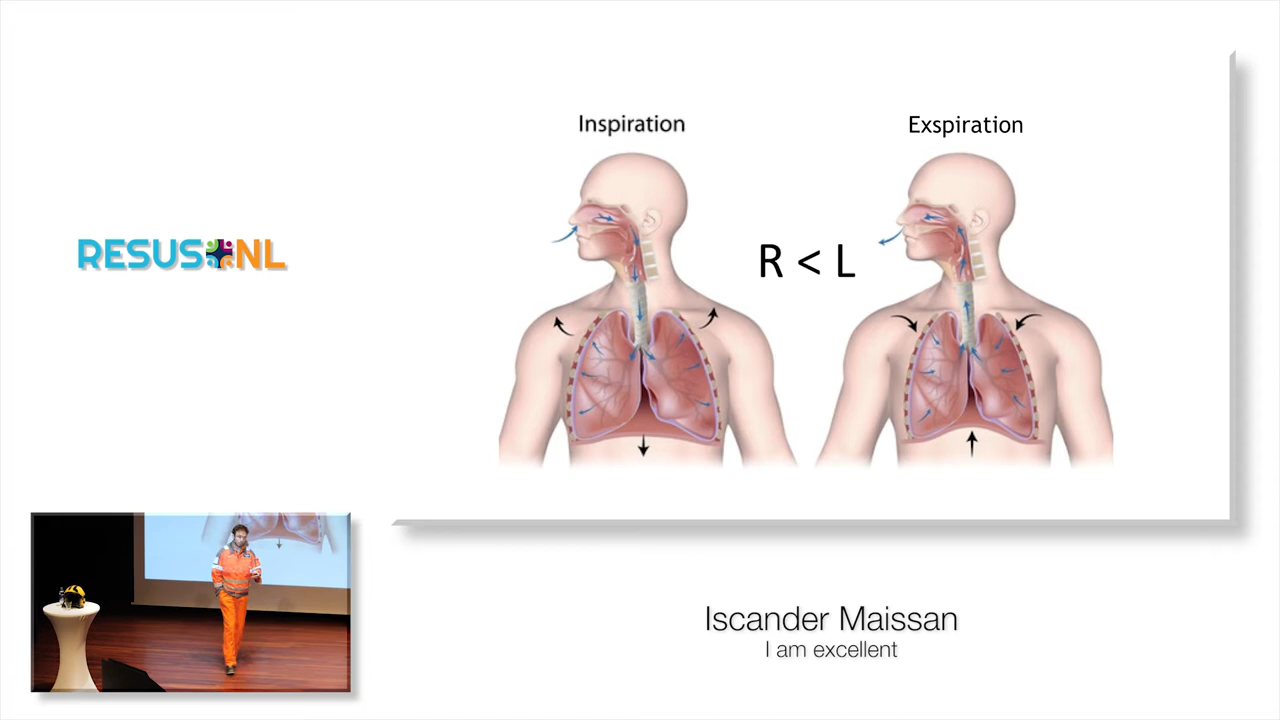 Inspiration
Exspiration
RESUS NL
R < L
Iscander Maissan
I am excellent